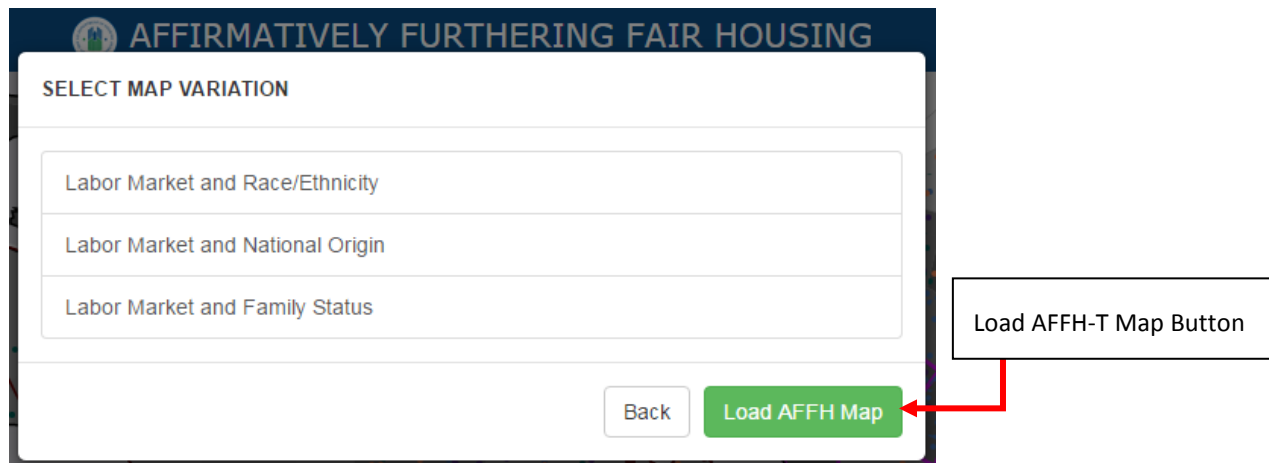 AFFIRMATIVELY FURTHERING FAIR HOUSING
SELECT MAP VARIATION
Labor Market and Race/Ethnicity
Labor Market and National Origin
Labor Market and Family Status
Load AFFH-T Map Button
Back
Load AFFH Map